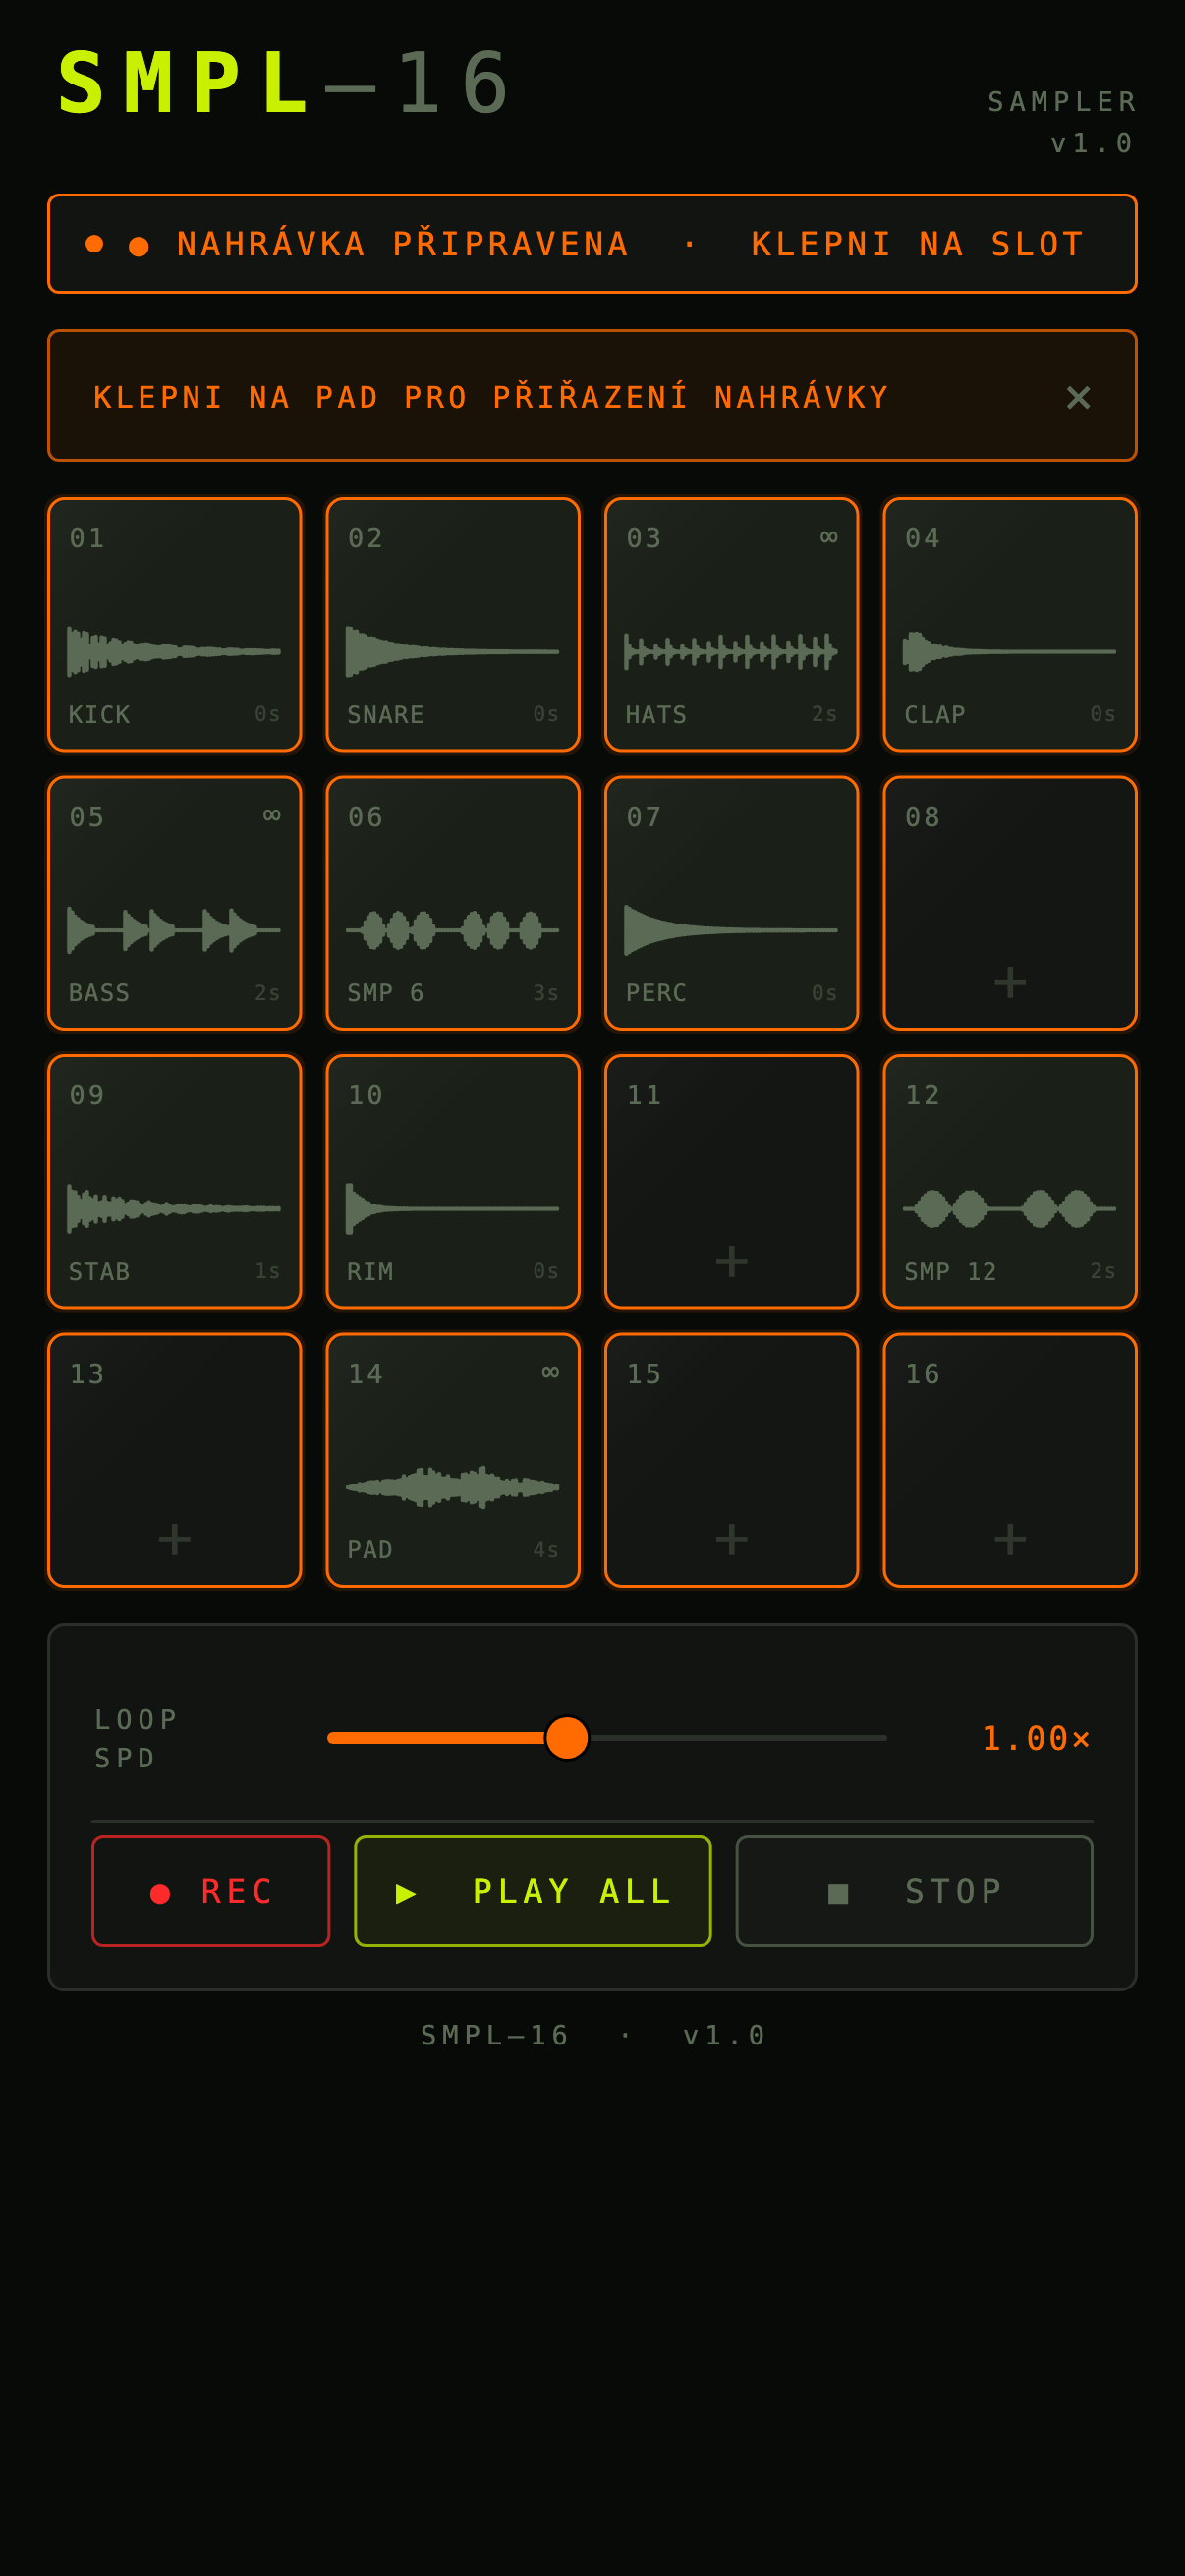 SMPL—16
SAMPLER
v1.0
● ● NAHRÁVKA PŘIPRAVENA · KLEPNI NA SLOT
KLEPNI NA PAD PRO PŘIŘAZENÍ NAHRÁVKY ×
01 02 03 ∞ 04
KICK 0s SNARE 0s HATS 2s CLAP 0s
05 ∞ 06 07 08
+
BASS 2s SMP 6 3s PERC 0s
09 10 11 12
+
STAB 1s RIM 0s SMP 12 2s
13 14 ∞ 15 16
+ + +
PAD 4s
LOOP
SPD
1.00×
● REC ▶ PLAY ALL ■ STOP
SMPL—16 · v1.0